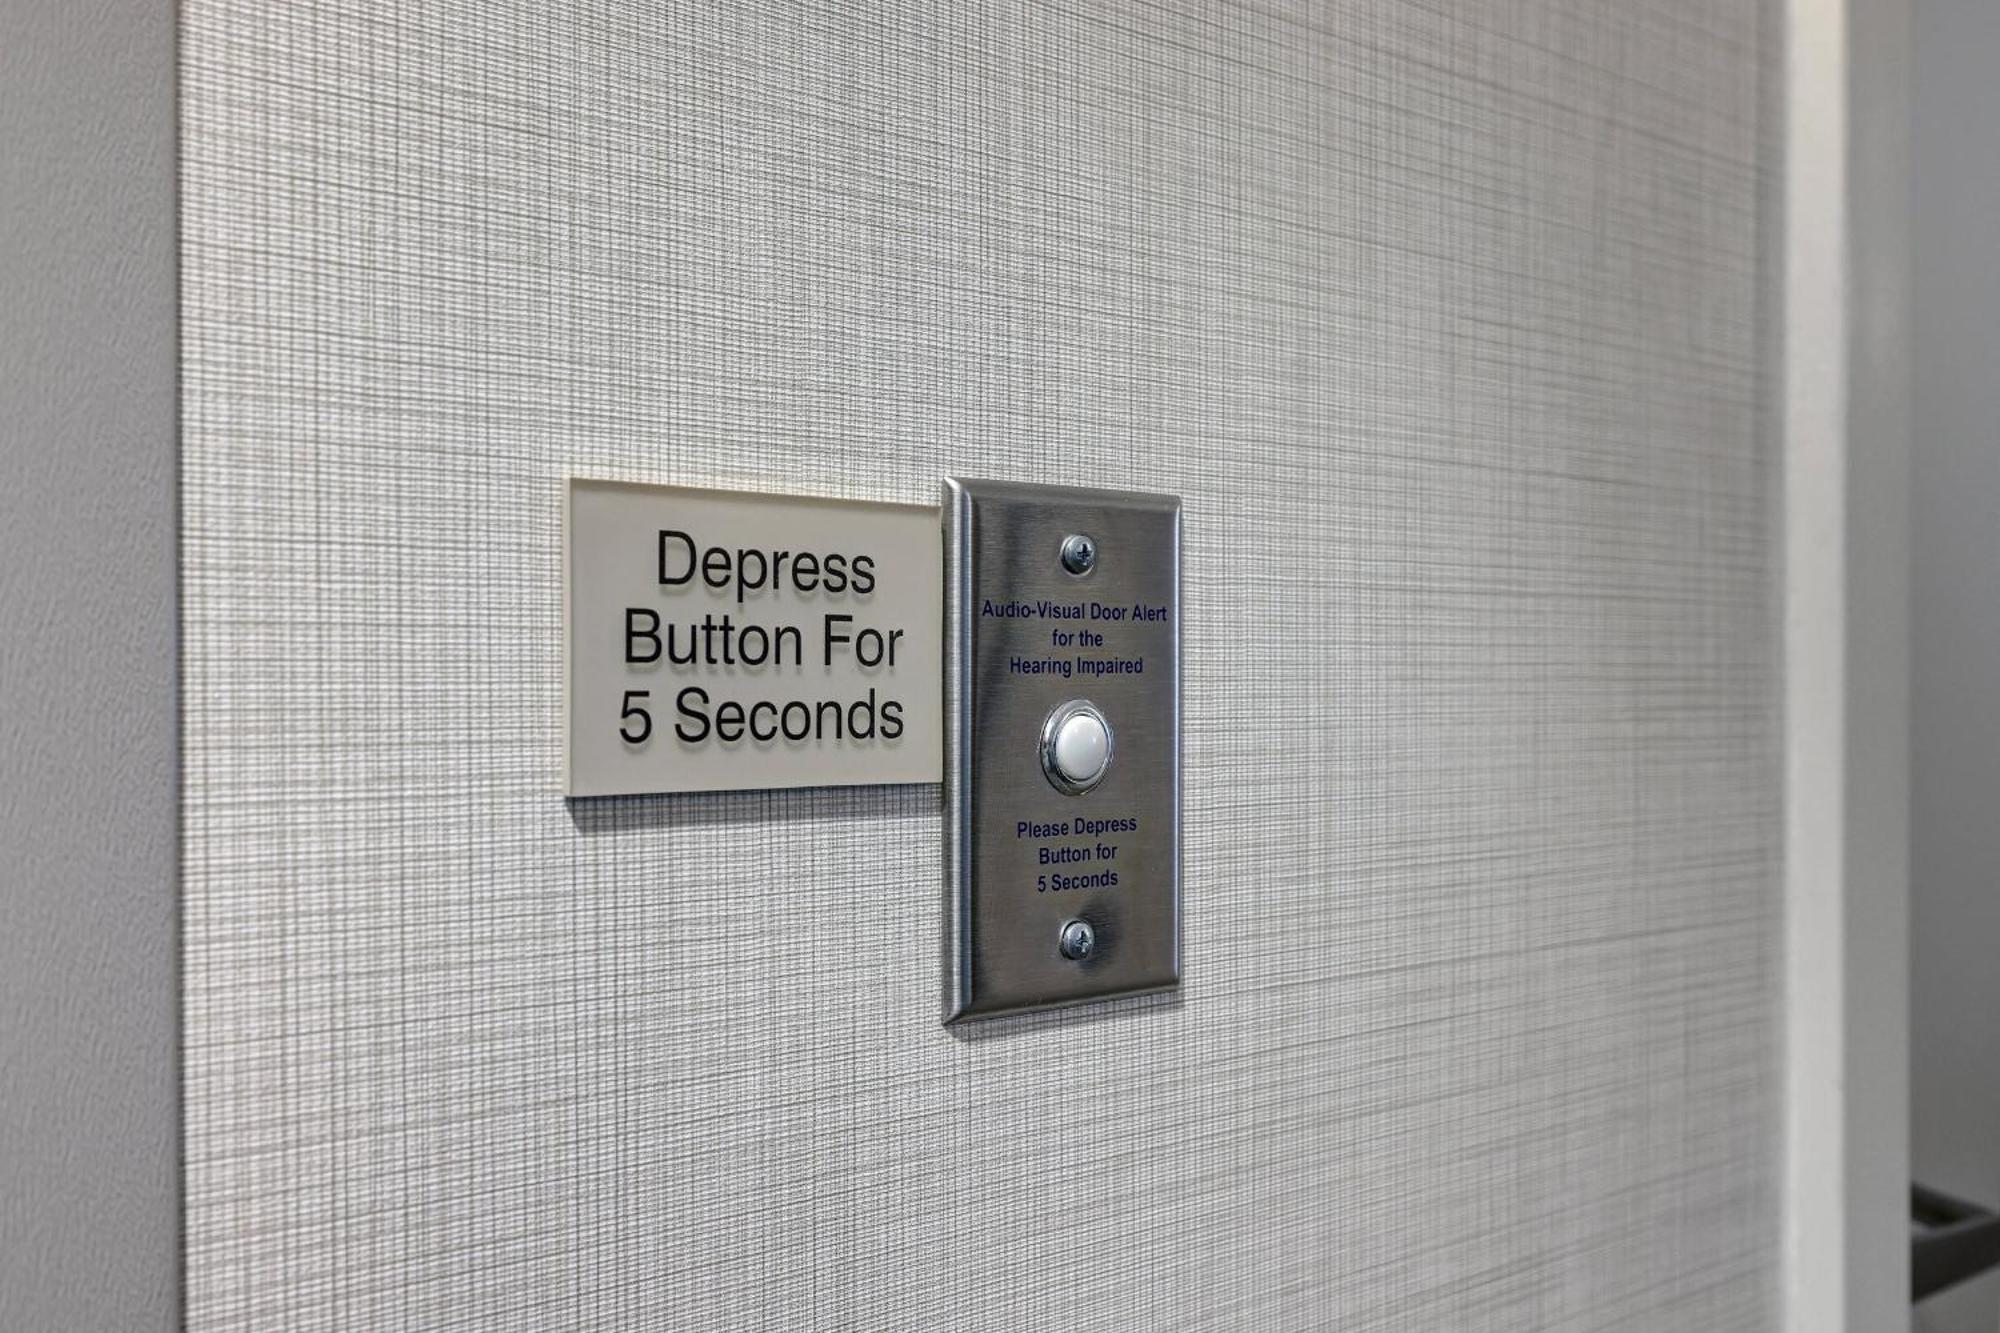 Depress
Button For
5 Seconds
Audio-Visual Door Alert
for the
Hearing Impaired
Please Depress
Button for
5 Seconds